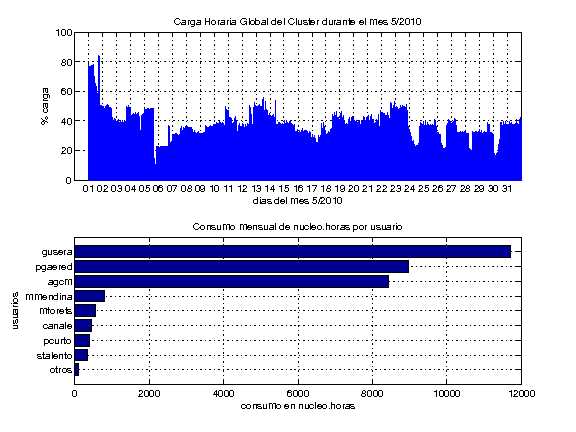 Carga Horaria Global del Cluster durante el mes 5/2010
100
80
60
40
20
0
% carga
01 02 03 04 05 06 07 08 09 10 11 12 13 14 15 16 17 18 19 20 21 22 23 24 25 26 27 28 29 30 31
dias del mes 5/2010
Consumo mensual de nucleo.horas por usuario
gusera
pgaered
agcm
mmendina
mforets
canale
pcurto
stalento
otros
usuarios
0 2000 4000 6000 8000 10000 12000
consumo en nucleo.horas